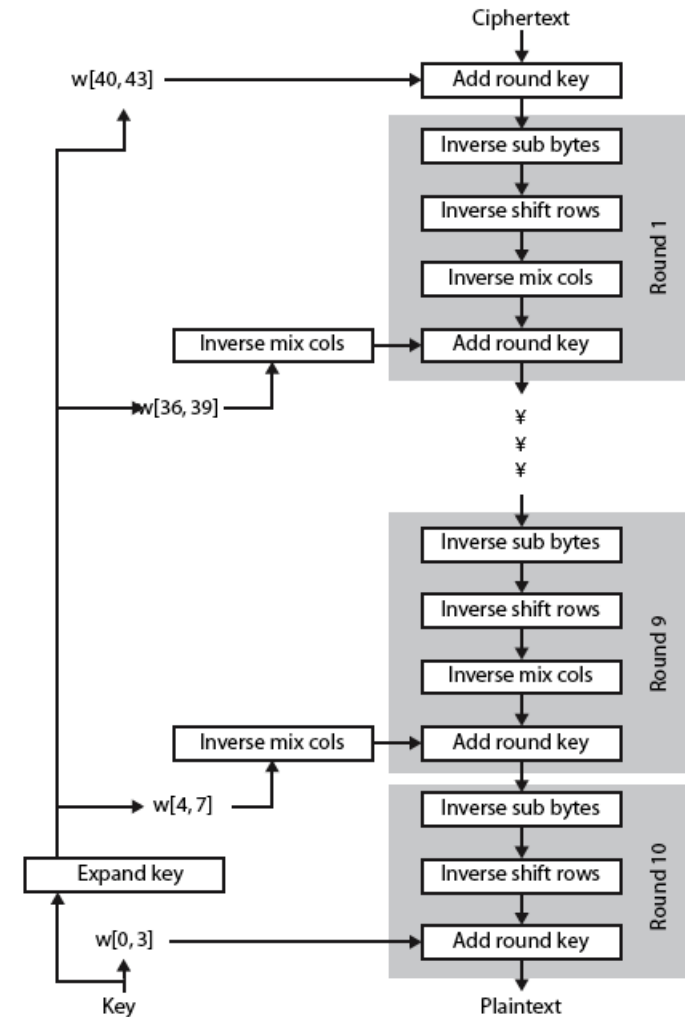 Ciphertext
w[40, 43]
Add round key
Inverse sub bytes
Inverse shift rows
Round 1
Inverse mix cols
Inverse mix cols
Add round key
w[36, 39]
¥
¥
¥
Inverse sub bytes
Inverse shift rows
Round 9
Inverse mix cols
Inverse mix cols
Add round key
w[4, 7]
Inverse sub bytes
Expand key
Inverse shift rows
Round 10
w[0, 3]
Add round key
Key
Plaintext